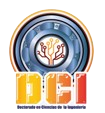 DCI
Doctorado en Ciencias de la Ingeniería